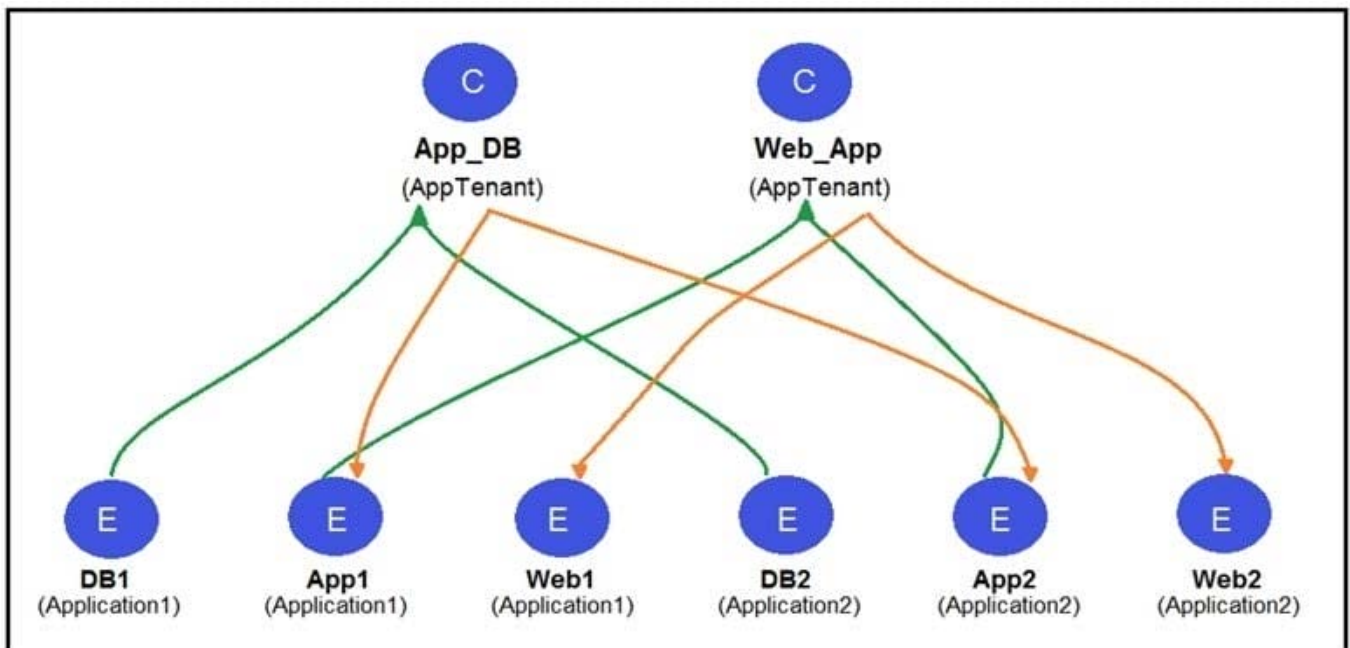 C
C
App_DB
Web_App
(AppTenant)
(AppTenant)
E
E
E
E
E
E
DB1
App1
Web1
DB2
App2
Web2
(Application1)
(Application1)
(Application1)
(Application2)
(Application2)
(Application2)